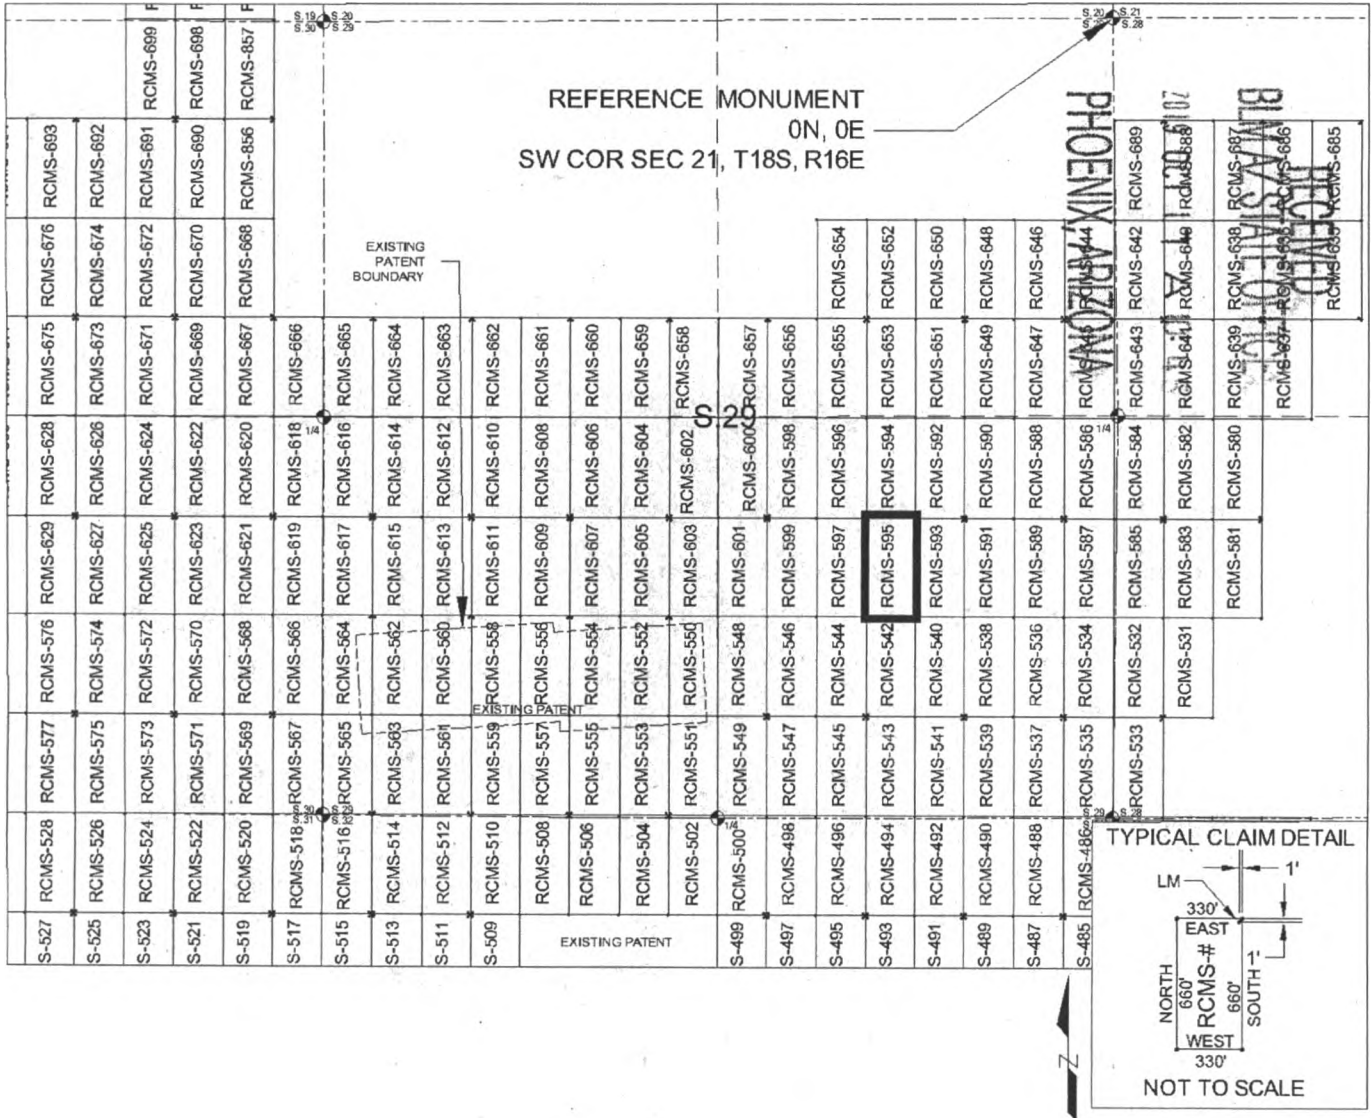 S.19 S.20
S.30 S.29
S.20 S.21
S.28
RCMS-699
RCMS-698
RCMS-857
REFERENCE MONUMENT
0N, 0E
SW COR SEC 21, T18S, R16E
RECEIVED
BLM AZ STATE OFFICE
PHOENIX, ARIZONA
RCMS-693
RCMS-692
RCMS-691
RCMS-690
RCMS-856
RCMS-689
RCMS-688
RCMS-687
RCMS-686
RCMS-685
EXISTING
PATENT
BOUNDARY
RCMS-676
RCMS-674
RCMS-672
RCMS-670
RCMS-668
RCMS-654
RCMS-652
RCMS-650
RCMS-648
RCMS-646
RCMS-644
RCMS-642
RCMS-640
RCMS-638
RCMS-675
RCMS-673
RCMS-671
RCMS-669
RCMS-667
RCMS-666
RCMS-665
RCMS-664
RCMS-663
RCMS-662
RCMS-661
RCMS-660
RCMS-659
RCMS-658
RCMS-657
RCMS-656
RCMS-655
RCMS-653
RCMS-651
RCMS-649
RCMS-647
RCMS-645
RCMS-643
RCMS-641
RCMS-639
RCMS-637
S.29
1/4
1/4
RCMS-628
RCMS-626
RCMS-624
RCMS-622
RCMS-620
RCMS-618
RCMS-616
RCMS-614
RCMS-612
RCMS-610
RCMS-608
RCMS-606
RCMS-604
RCMS-602
RCMS-600
RCMS-598
RCMS-596
RCMS-594
RCMS-592
RCMS-590
RCMS-588
RCMS-586
RCMS-584
RCMS-582
RCMS-580
RCMS-629
RCMS-627
RCMS-625
RCMS-623
RCMS-621
RCMS-619
RCMS-617
RCMS-615
RCMS-613
RCMS-611
RCMS-609
RCMS-607
RCMS-605
RCMS-603
RCMS-601
RCMS-599
RCMS-597
RCMS-595
RCMS-593
RCMS-591
RCMS-589
RCMS-587
RCMS-585
RCMS-583
RCMS-581
RCMS-576
RCMS-574
RCMS-572
RCMS-570
RCMS-568
RCMS-566
RCMS-564
RCMS-562
RCMS-560
RCMS-558
RCMS-556
RCMS-554
RCMS-552
RCMS-550
RCMS-548
RCMS-546
RCMS-544
RCMS-542
RCMS-540
RCMS-538
RCMS-536
RCMS-534
RCMS-532
RCMS-531
EXISTING PATENT
RCMS-577
RCMS-575
RCMS-573
RCMS-571
RCMS-569
RCMS-567
RCMS-565
RCMS-563
RCMS-561
RCMS-559
RCMS-557
RCMS-555
RCMS-553
RCMS-551
RCMS-549
RCMS-547
RCMS-545
RCMS-543
RCMS-541
RCMS-539
RCMS-537
RCMS-535
RCMS-533
S.30 S.29
S.31 S.32
1/4
S.29 S.28
RCMS-528
RCMS-526
RCMS-524
RCMS-522
RCMS-520
RCMS-518
RCMS-516
RCMS-514
RCMS-512
RCMS-510
RCMS-508
RCMS-506
RCMS-504
RCMS-502
RCMS-500
RCMS-498
RCMS-496
RCMS-494
RCMS-492
RCMS-490
RCMS-488
RCMS-486
S-527
S-525
S-523
S-521
S-519
S-517
S-515
S-513
S-511
S-509
EXISTING PATENT
S-499
S-497
S-495
S-493
S-491
S-489
S-487
S-485
TYPICAL CLAIM DETAIL
1'
LM
330'
EAST
NORTH
660'
RCMS-#
660'
SOUTH
1'
WEST
330'
NOT TO SCALE
Z